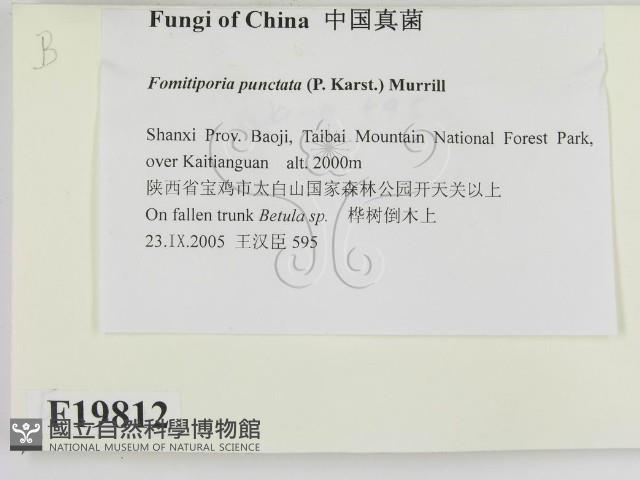 B
Fungi of China 中国真菌
Fomitiporia punctata (P. Karst.) Murrill
Shanxi Prov. Baoji, Taibai Mountain National Forest Park,
over Kaitianguan alt. 2000m
陕西省宝鸡市太白山国家森林公园开天关以上
On fallen trunk Betula sp. 桦树倒木上
23.IX.2005 王汉臣 595
F19812
國立自然科學博物館
NATIONAL MUSEUM OF NATURAL SCIENCE